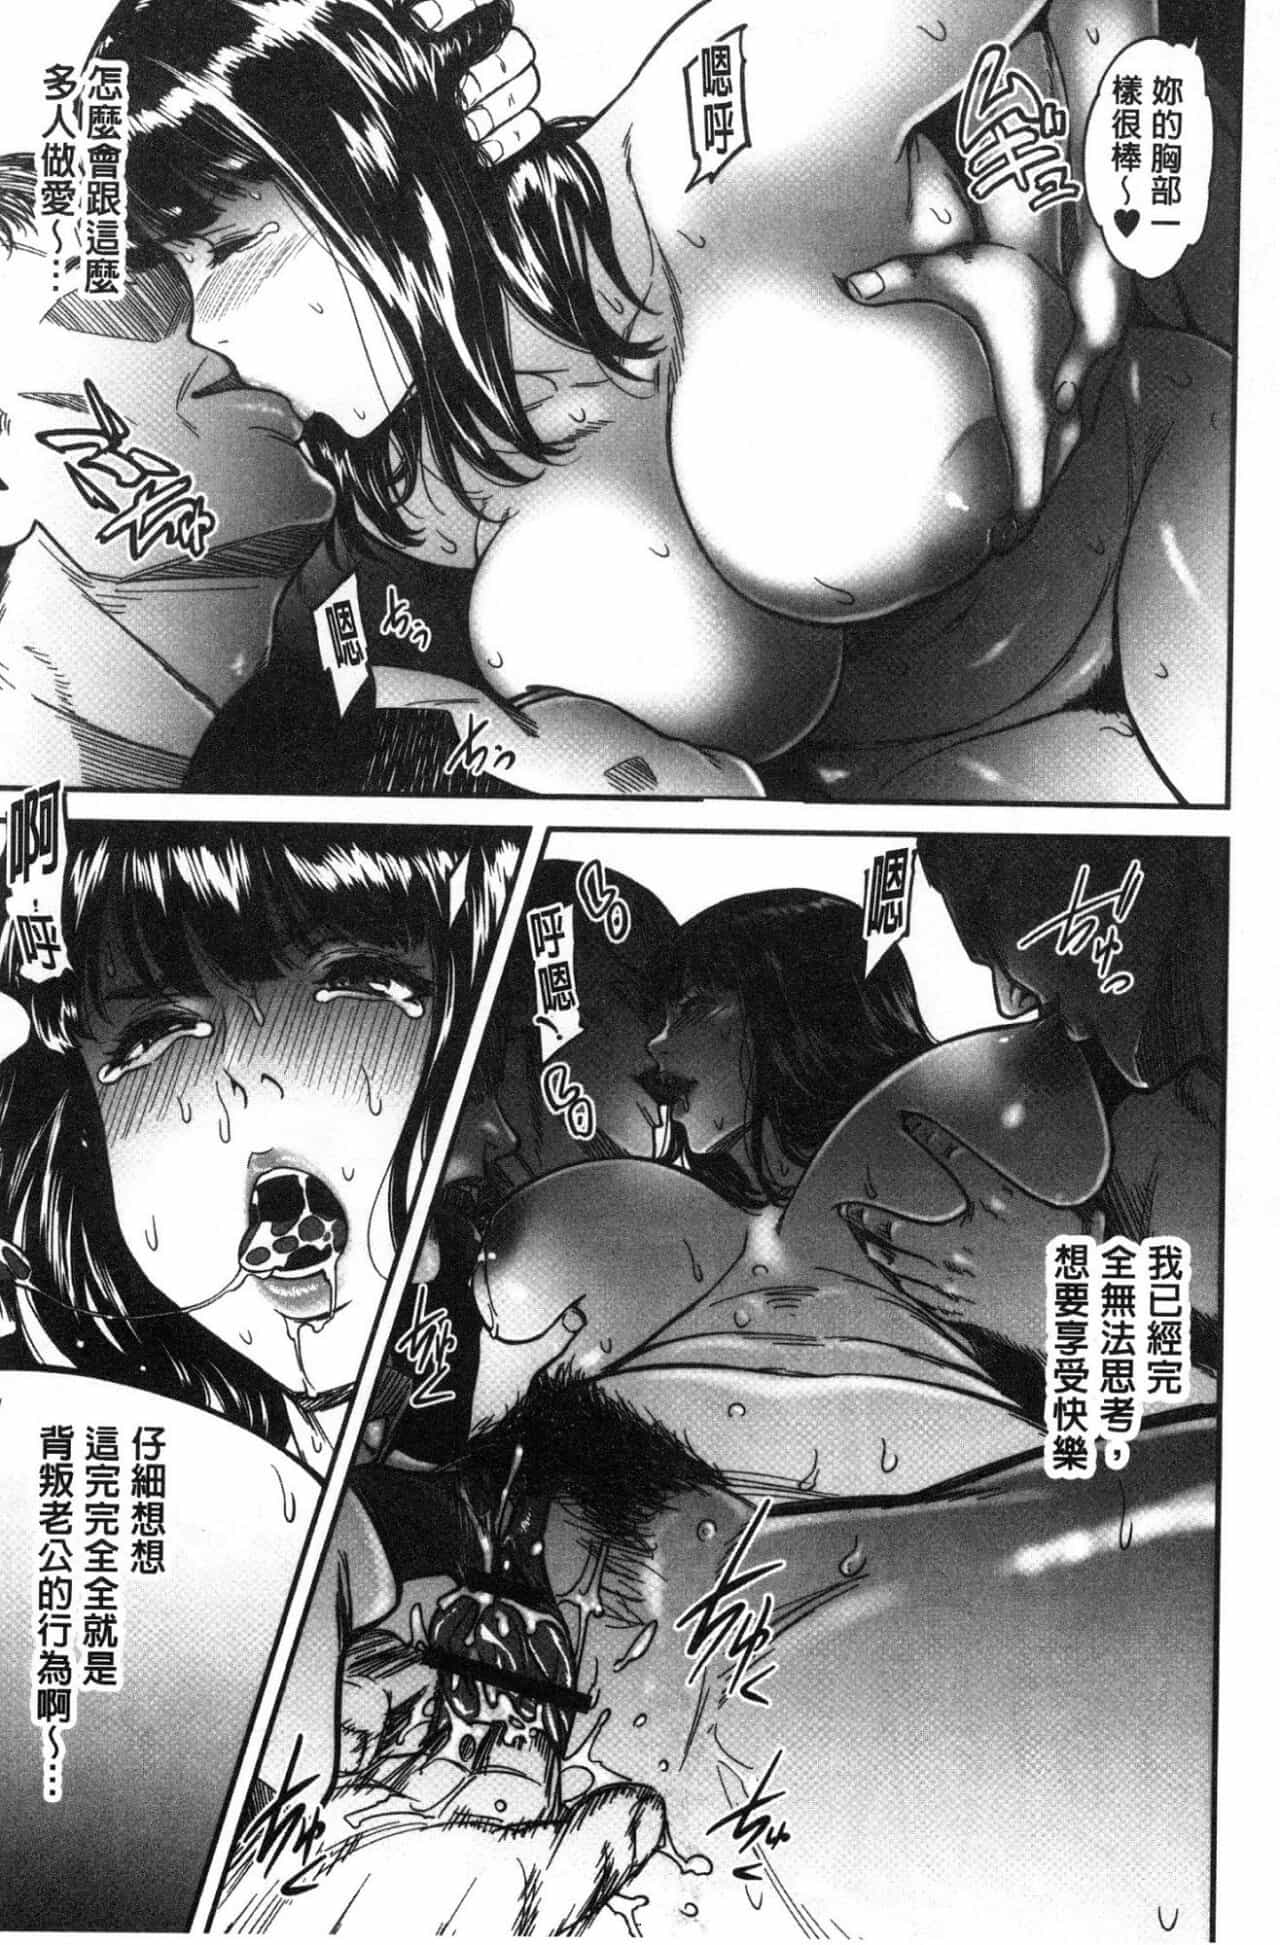 妳的胸部一
樣很棒～♥
嗯呼
怎麼會跟這麼
多人做愛～…
嗯
嗯
呼嗯
我已經完
全無法思考，
想要享受快樂
啊
呼
仔細想想
這完完全全就是
背叛老公的行為啊～…